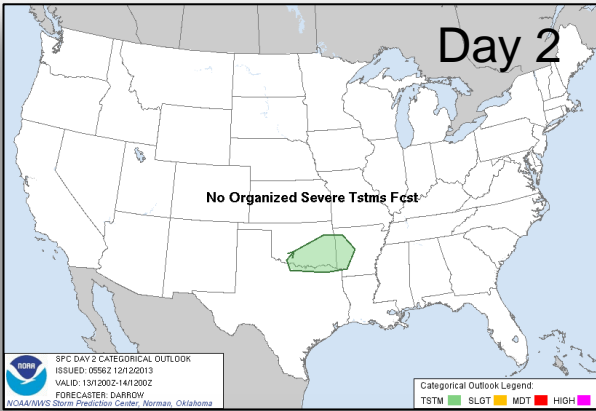 Day 2
No Organized Severe Tstms Fcst
NOAA
SPC DAY 2 CATEGORICAL OUTLOOK
ISSUED: 0556Z 12/12/2013
VALID: 13/1200Z-14/1200Z
FORECASTER: DARROW
NOAA/NWS Storm Prediction Center, Norman, Oklahoma
Categorical Outlook Legend:
TSTM SLGT MDT HIGH